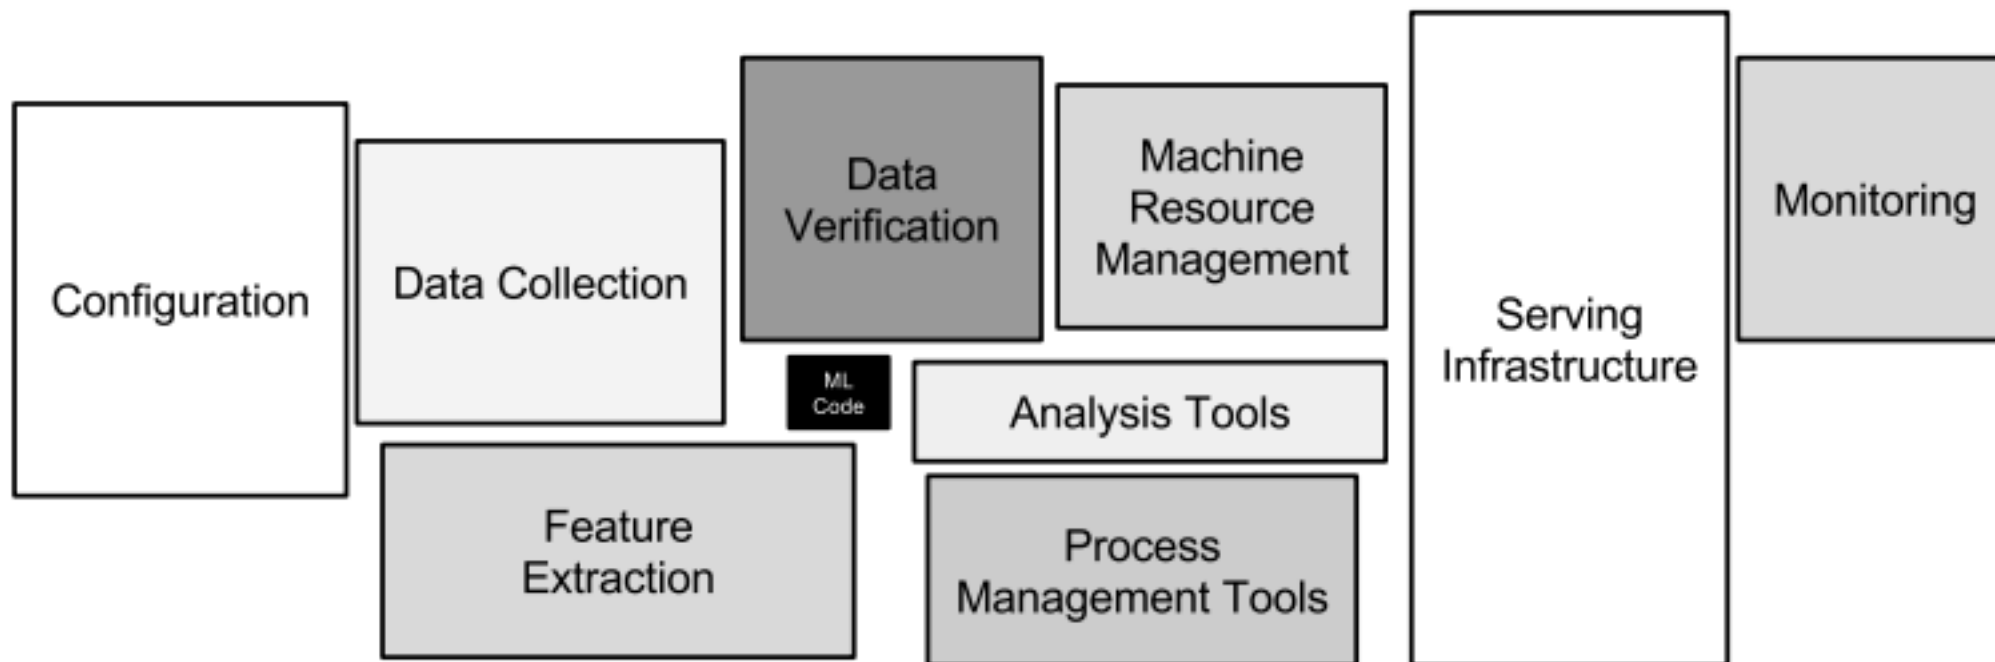 Configuration
Data Collection
Feature
Extraction
Data
Verification
ML
Code
Machine
Resource
Management
Analysis Tools
Process
Management Tools
Serving
Infrastructure
Monitoring